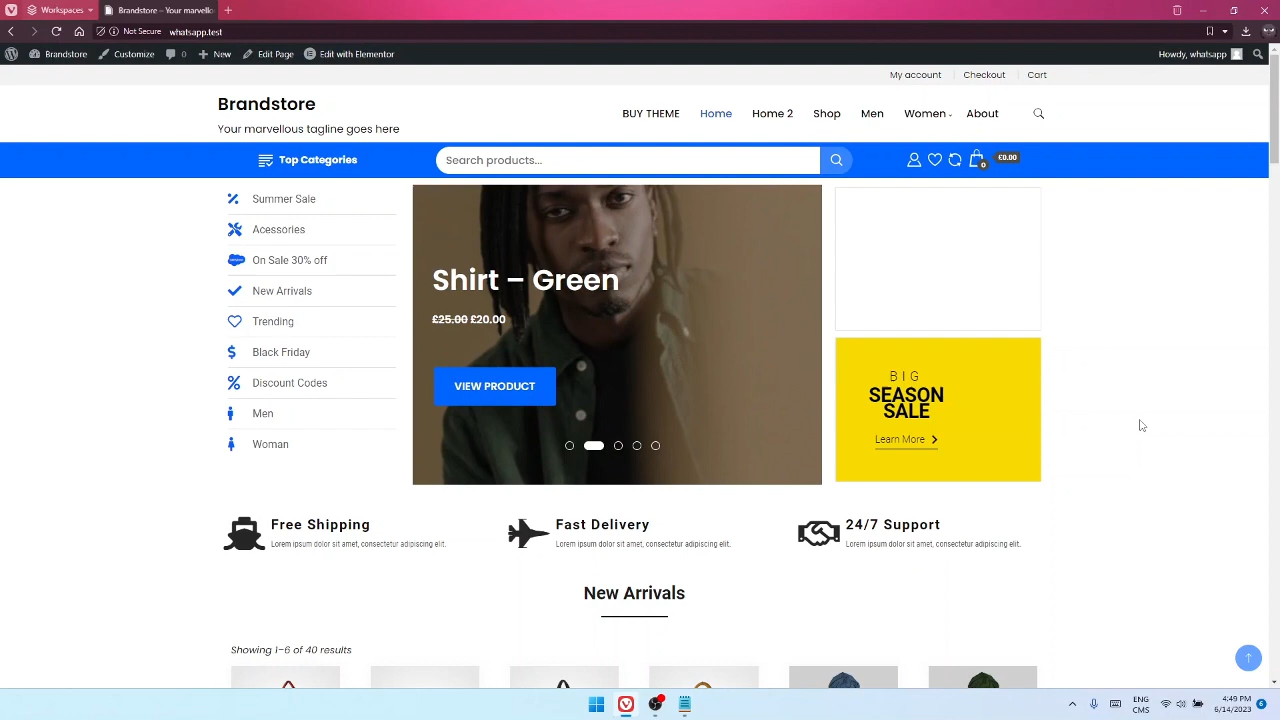 Workspaces
Brandstore – Your marvello
Not Secure whatsapp.test
Brandstore Customize 0 New Edit Page Edit with Elementor Howdy, whatsapp
My account Checkout Cart
Brandstore
Your marvellous tagline goes here
BUY THEME Home Home 2 Shop Men Women About
Top Categories Search products... 0 £0.00
Summer Sale
Acessories
On Sale 30% off
New Arrivals
Trending
Black Friday
Discount Codes
Men
Woman
Shirt – Green
£25.00 £20.00
VIEW PRODUCT
BIG
SEASON
SALE
Learn More
Free Shipping
Lorem ipsum dolor sit amet, consectetur adipiscing elit.
Fast Delivery
Lorem ipsum dolor sit amet, consectetur adipiscing elit.
24/7 Support
Lorem ipsum dolor sit amet, consectetur adipiscing elit.
New Arrivals
Showing 1–6 of 40 results
ENG
CMS
4:49 PM
6/14/2023
6